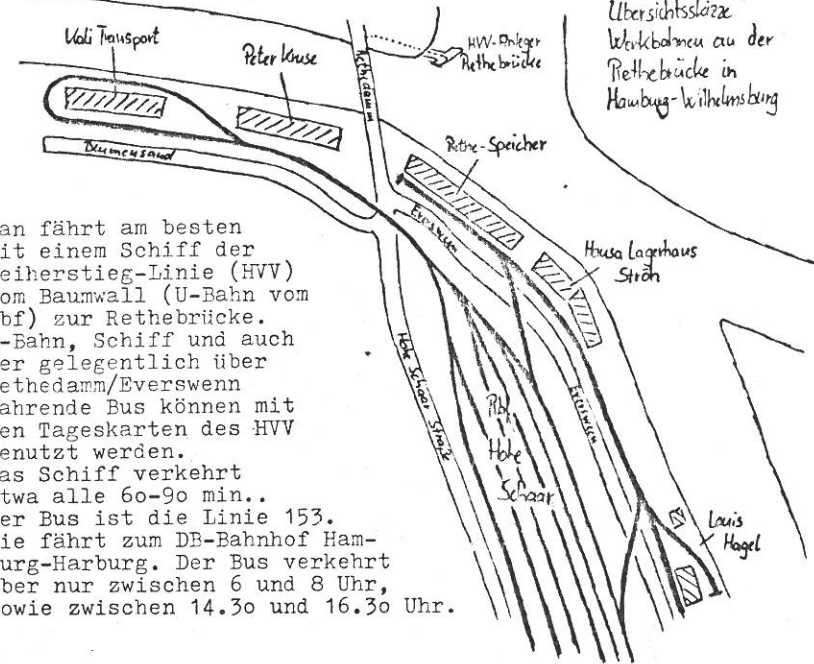 Übersichtsskizze
Werkbahnen an der
Rethebrücke in
Hamburg-Wilhelmsburg
Vali Transport
Peter Kruse
Rethedamm
HVV-Anleger
Rethebrücke
Blumensand
Rethe-Speicher
Everswenn
Hansa Lagerhaus
Ströh
an fährt am besten
it einem Schiff der
eiherstieg-Linie (HVV)
om Baumwall (U-Bahn vom
bf) zur Rethebrücke.
-Bahn, Schiff und auch
er gelegentlich über
ethedamm/Everswenn
ahrende Bus können mit
en Tageskarten des HVV
enutzt werden.
as Schiff verkehrt
twa alle 6o-9o min..
er Bus ist die Linie 153.
ie fährt zum DB-Bahnhof Ham-
urg-Harburg. Der Bus verkehrt
ber nur zwischen 6 und 8 Uhr,
owie zwischen 14.3o und 16.3o Uhr.
Hohe Schaar Straße
Everswenn
Rbf.
Hohe
Schaar
Louis
Hagel